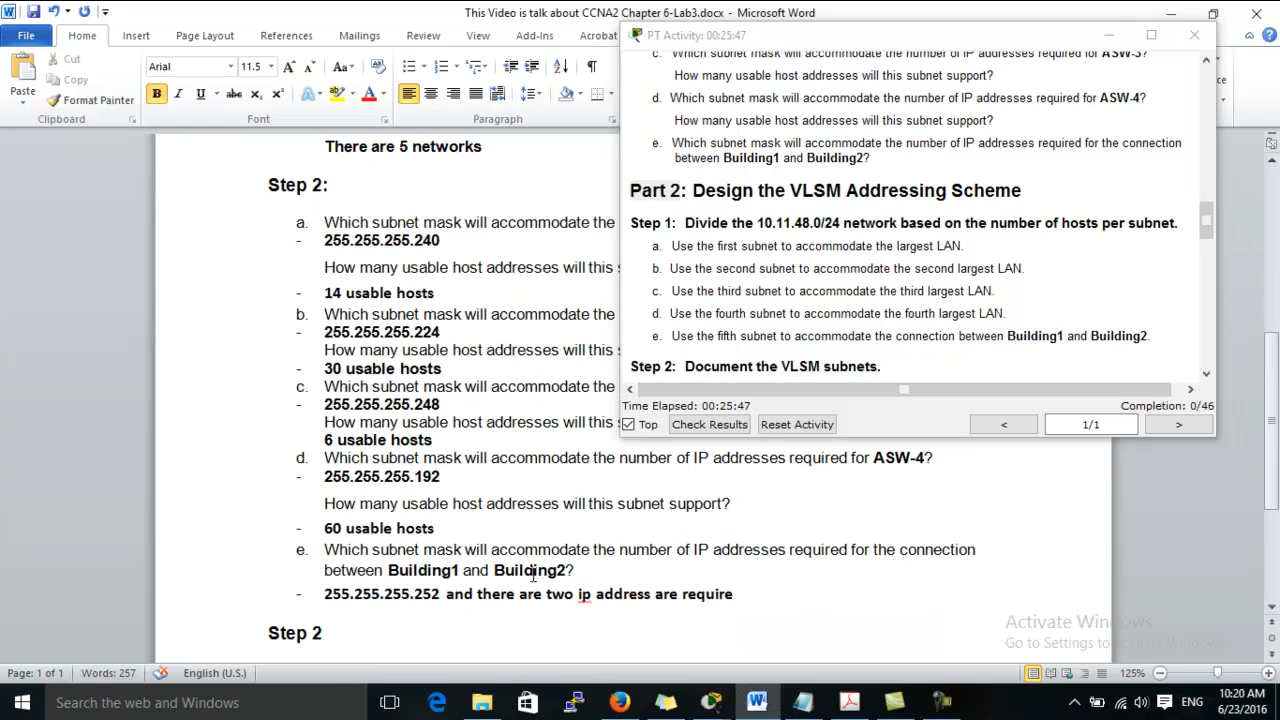 This Video is talk about CCNA2 Chapter 6-Lab3.docx - Microsoft Word
File Home Insert Page Layout References Mailings Review View Add-Ins Acrobat
Paste
Cut
Copy
Format Painter
Clipboard
Arial 11.5
Font
Paragraph
PT Activity: 00:25:47
c. Which subnet mask will accommodate the number of IP addresses required for ASW-3?
How many usable host addresses will this subnet support?
d. Which subnet mask will accommodate the number of IP addresses required for ASW-4?
How many usable host addresses will this subnet support?
e. Which subnet mask will accommodate the number of IP addresses required for the connection
between Building1 and Building2?
Part 2: Design the VLSM Addressing Scheme
Step 1: Divide the 10.11.48.0/24 network based on the number of hosts per subnet.
a. Use the first subnet to accommodate the largest LAN.
b. Use the second subnet to accommodate the second largest LAN.
c. Use the third subnet to accommodate the third largest LAN.
d. Use the fourth subnet to accommodate the fourth largest LAN.
e. Use the fifth subnet to accommodate the connection between Building1 and Building2.
Step 2: Document the VLSM subnets.
Time Elapsed: 00:25:47 Completion: 0/46
Top Check Results Reset Activity < 1/1 >
There are 5 networks
Step 2:
a. Which subnet mask will accommodate the
- 255.255.255.240
How many usable host addresses will this s
- 14 usable hosts
b. Which subnet mask will accommodate the
- 255.255.255.224
How many usable host addresses will this s
- 30 usable hosts
c. Which subnet mask will accommodate the
- 255.255.255.248
How many usable host addresses will this s
- 6 usable hosts
d. Which subnet mask will accommodate the number of IP addresses required for ASW-4?
- 255.255.255.192
How many usable host addresses will this subnet support?
- 60 usable hosts
e. Which subnet mask will accommodate the number of IP addresses required for the connection
between Building1 and Building2?
- 255.255.255.252 and there are two ip address are require
Step 2
Activate Windows
Go to Settings to activate Windows.
Page: 1 of 1 Words: 257 English (U.S.) 125%
Search the web and Windows
ENG
10:20 AM
6/23/2016